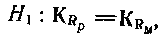 H₁ : K_{R_p} = K_{R_м},